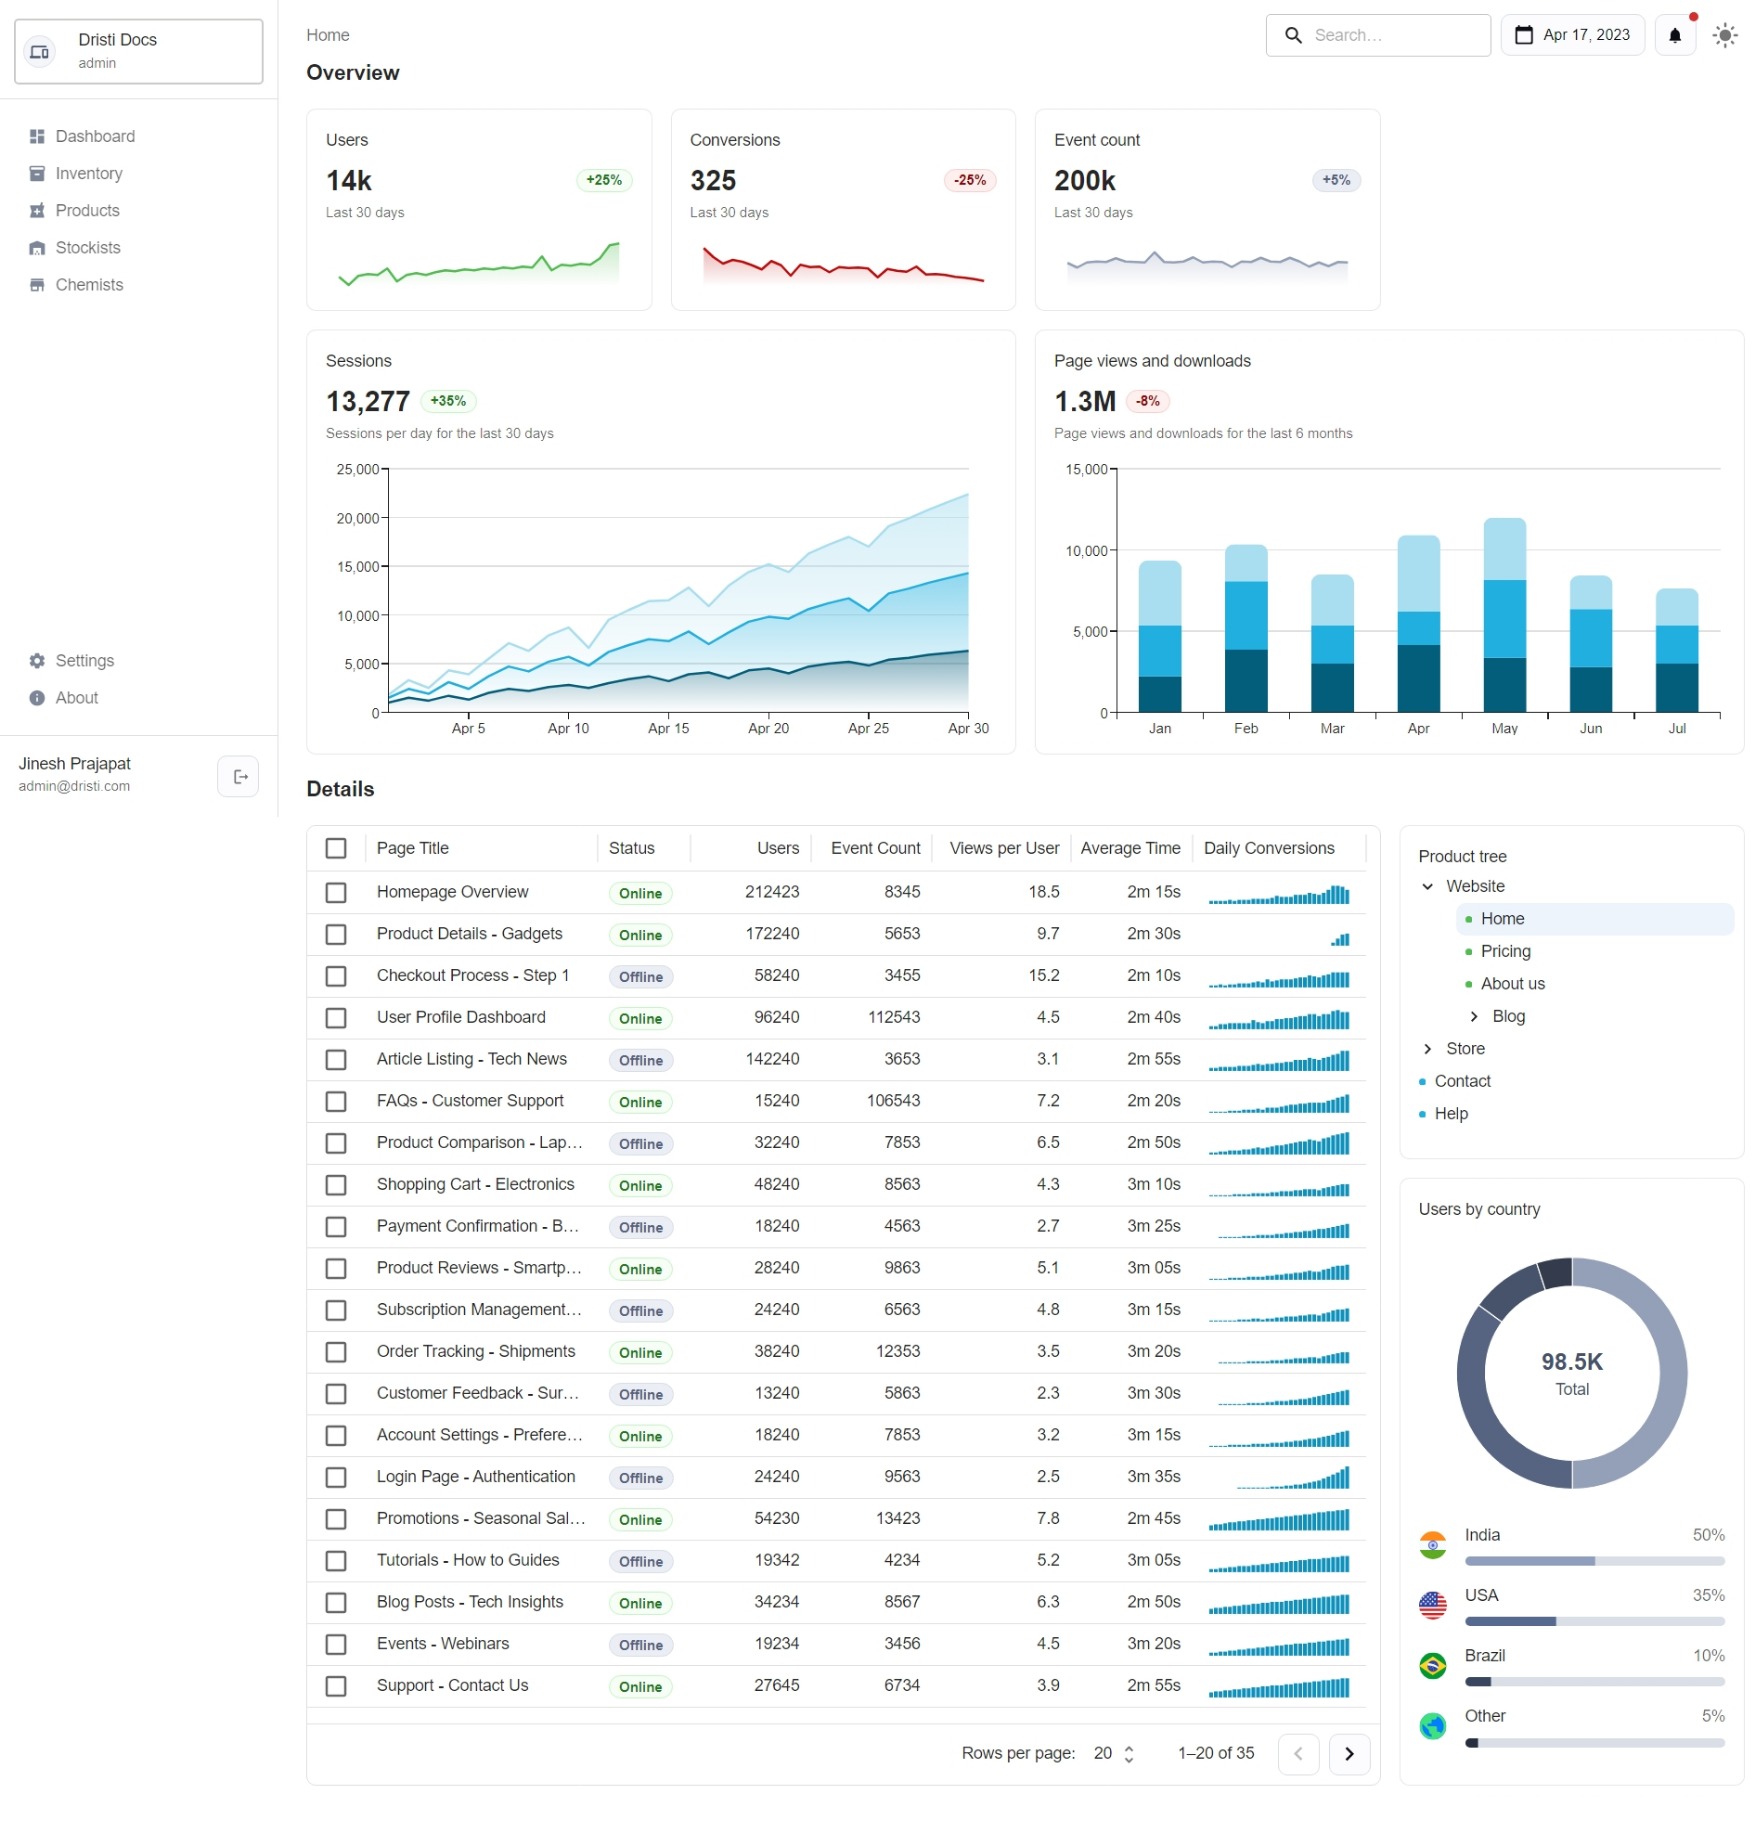 Dristi Docs
admin
Dashboard
Inventory
Products
Stockists
Chemists
Settings
About
Jinesh Prajapat
admin@dristi.com
Home
Search…
Apr 17, 2023
Overview
Users
14k
+25%
Last 30 days
Conversions
325
-25%
Last 30 days
Event count
200k
+5%
Last 30 days
Sessions
13,277 +35%
Sessions per day for the last 30 days
25,000
20,000
15,000
10,000
5,000
0
Apr 5 Apr 10 Apr 15 Apr 20 Apr 25 Apr 30
Page views and downloads
1.3M -8%
Page views and downloads for the last 6 months
15,000
10,000
5,000
0
Jan Feb Mar Apr May Jun Jul
Details
Page Title Status Users Event Count Views per User Average Time Daily Conversions
Homepage Overview Online 212423 8345 18.5 2m 15s
Product Details - Gadgets Online 172240 5653 9.7 2m 30s
Checkout Process - Step 1 Offline 58240 3455 15.2 2m 10s
User Profile Dashboard Online 96240 112543 4.5 2m 40s
Article Listing - Tech News Offline 142240 3653 3.1 2m 55s
FAQs - Customer Support Online 15240 106543 7.2 2m 20s
Product Comparison - Lap… Offline 32240 7853 6.5 2m 50s
Shopping Cart - Electronics Online 48240 8563 4.3 3m 10s
Payment Confirmation - B… Offline 18240 4563 2.7 3m 25s
Product Reviews - Smartp… Online 28240 9863 5.1 3m 05s
Subscription Management… Offline 24240 6563 4.8 3m 15s
Order Tracking - Shipments Online 38240 12353 3.5 3m 20s
Customer Feedback - Sur… Offline 13240 5863 2.3 3m 30s
Account Settings - Prefere… Online 18240 7853 3.2 3m 15s
Login Page - Authentication Offline 24240 9563 2.5 3m 35s
Promotions - Seasonal Sal… Online 54230 13423 7.8 2m 45s
Tutorials - How to Guides Offline 19342 4234 5.2 3m 05s
Blog Posts - Tech Insights Online 34234 8567 6.3 2m 50s
Events - Webinars Offline 19234 3456 4.5 3m 20s
Support - Contact Us Online 27645 6734 3.9 2m 55s
Rows per page: 20 1–20 of 35
Product tree
Website
Home
Pricing
About us
Blog
Store
Contact
Help
Users by country
98.5K
Total
India 50%
USA 35%
Brazil 10%
Other 5%